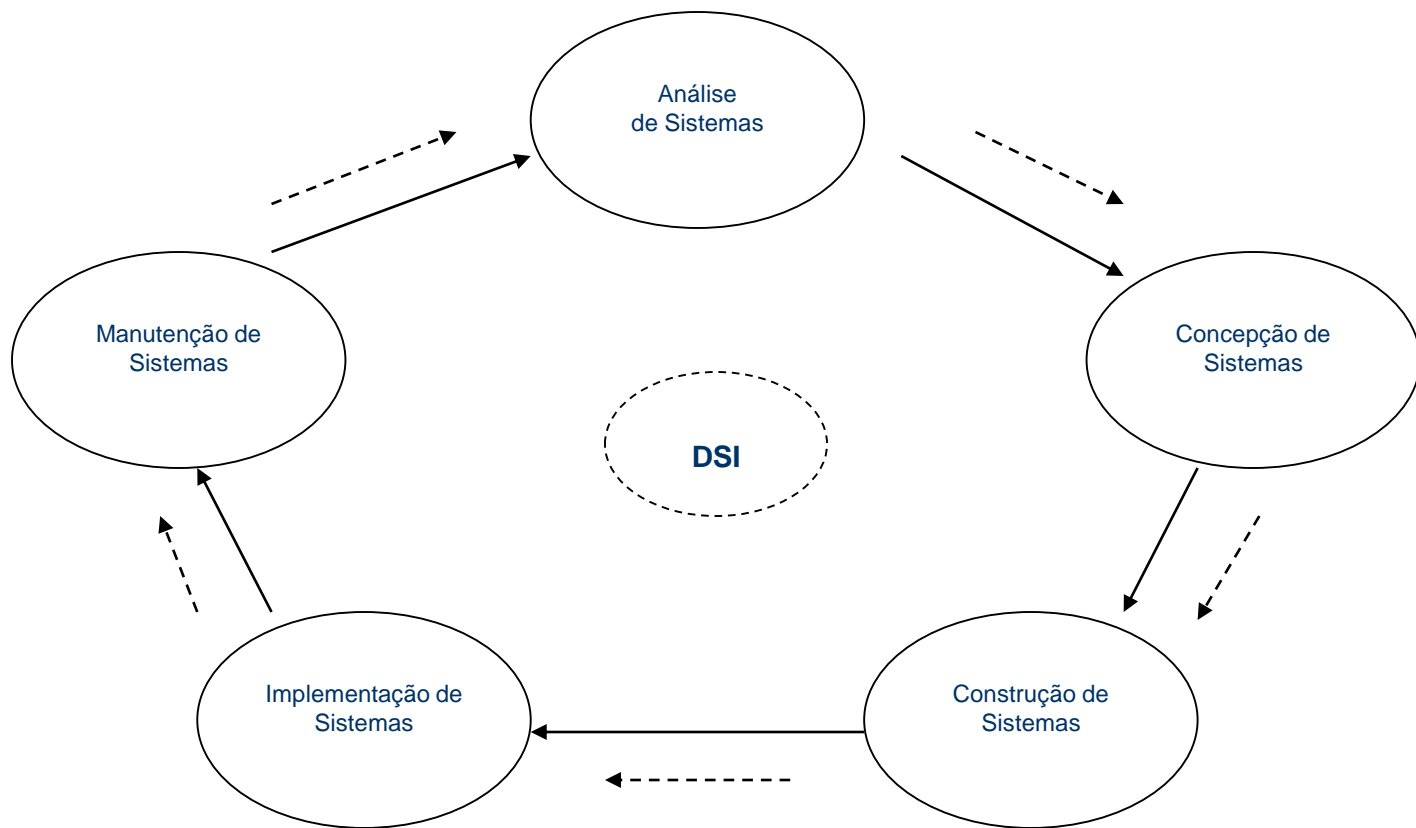 Análise
de Sistemas
Manutenção de
Sistemas
Concepção de
Sistemas
DSI
Implementação de
Sistemas
Construção de
Sistemas